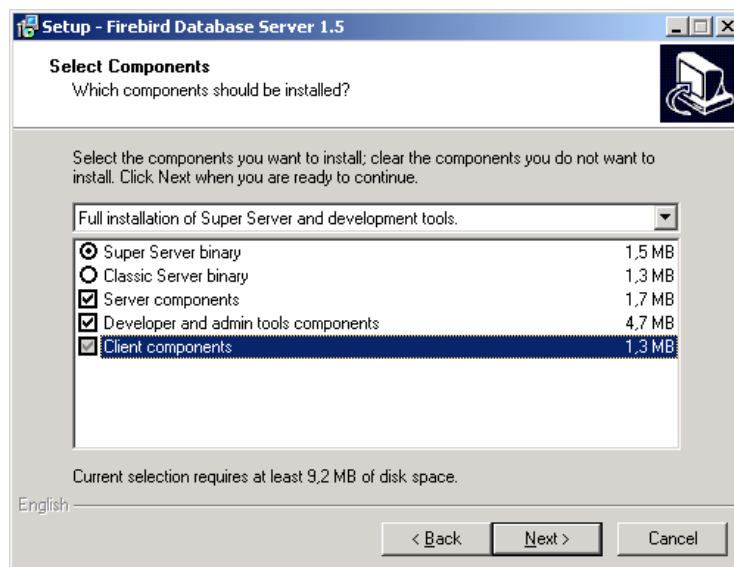 Setup - Firebird Database Server 1.5
Select Components
Which components should be installed?
Select the components you want to install; clear the components you do not want to
install. Click Next when you are ready to continue.
Full installation of Super Server and development tools.
Super Server binary 1,5 MB
Classic Server binary 1,3 MB
Server components 1,7 MB
Developer and admin tools components 4,7 MB
Client components 1,3 MB
Current selection requires at least 9,2 MB of disk space.
English
< Back Next > Cancel